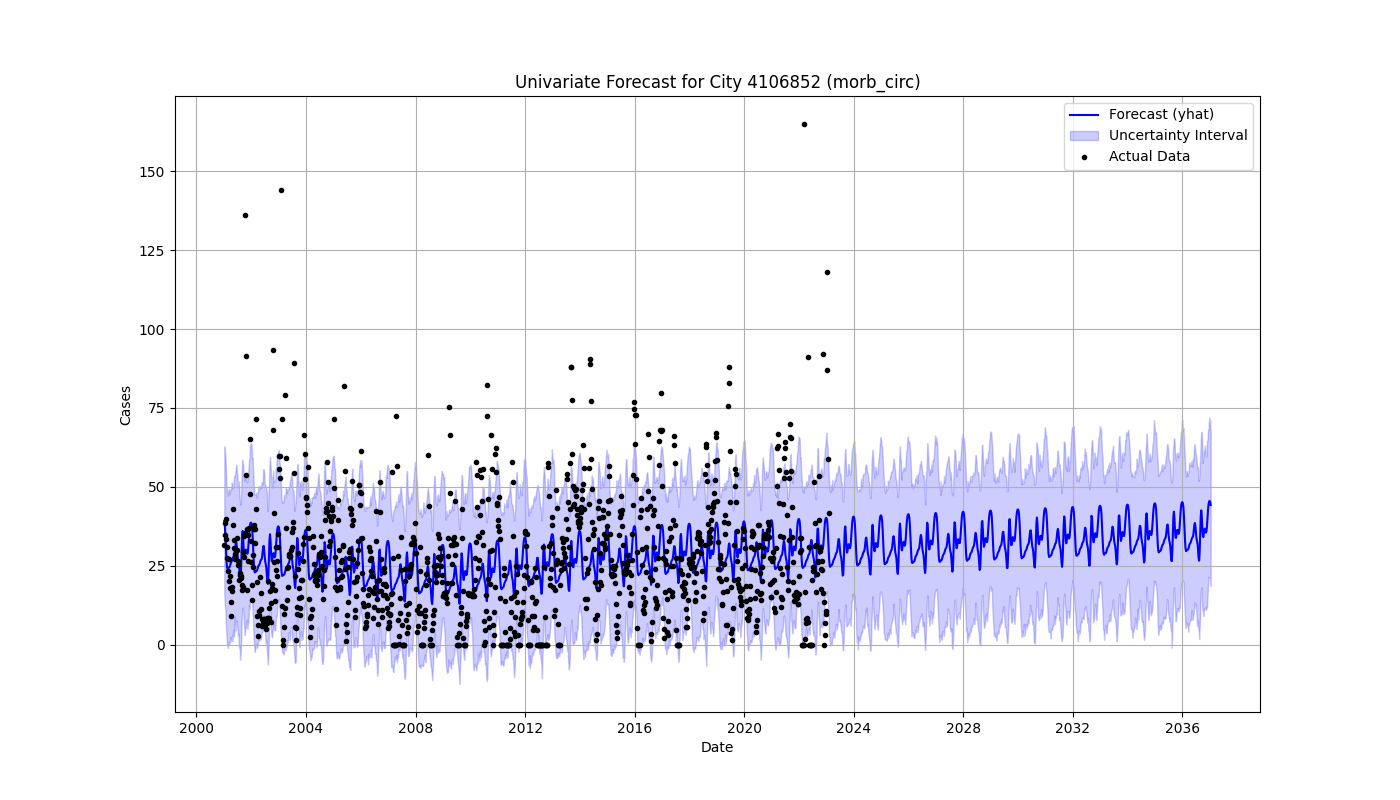 Univariate Forecast for City 4106852 (morb_circ)
Forecast (yhat)
Uncertainty Interval
Actual Data
Cases
150
125
100
75
50
25
0
2000 2004 2008 2012 2016 2020 2024 2028 2032 2036
Date